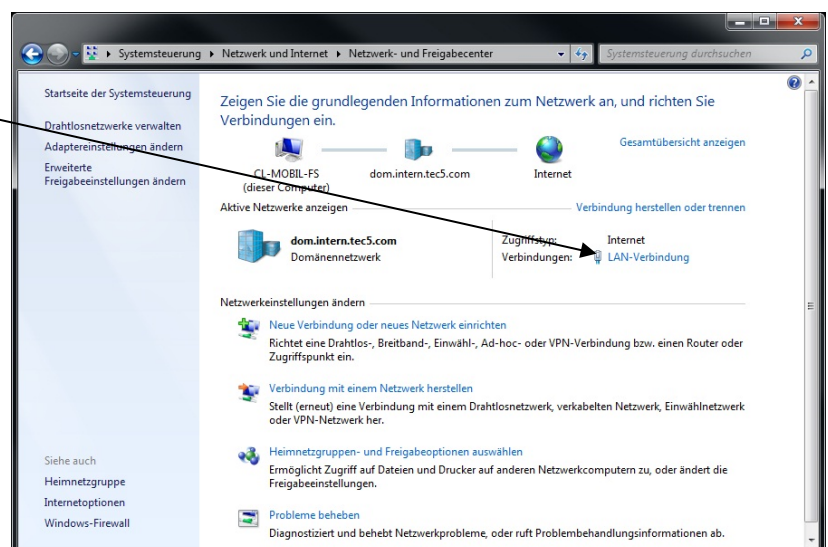 Systemsteuerung ▸ Netzwerk und Internet ▸ Netzwerk- und Freigabecenter
Systemsteuerung durchsuchen
Startseite der Systemsteuerung
Drahtlosnetzwerke verwalten
Adaptereinstellungen ändern
Erweiterte
Freigabeeinstellungen ändern
Zeigen Sie die grundlegenden Informationen zum Netzwerk an, und richten Sie
Verbindungen ein.
Gesamtübersicht anzeigen
CL-MOBIL-FS
(dieser Computer)
dom.intern.tec5.com
Internet
Aktive Netzwerke anzeigen
Verbindung herstellen oder trennen
dom.intern.tec5.com
Domänennetzwerk
Zugriffstyp: Internet
Verbindungen: LAN-Verbindung
Netzwerkeinstellungen ändern
Neue Verbindung oder neues Netzwerk einrichten
Richtet eine Drahtlos-, Breitband-, Einwähl-, Ad-hoc- oder VPN-Verbindung bzw. einen Router oder
Zugriffspunkt ein.
Verbindung mit einem Netzwerk herstellen
Stellt (erneut) eine Verbindung mit einem Drahtlosnetzwerk, verkabelten Netzwerk, Einwählnetzwerk
oder VPN-Netzwerk her.
Heimnetzgruppen- und Freigabeoptionen auswählen
Ermöglicht Zugriff auf Dateien und Drucker auf anderen Netzwerkcomputern zu, oder ändert die
Freigabeeinstellungen.
Probleme beheben
Diagnostiziert und behebt Netzwerkprobleme, oder ruft Problembehandlungsinformationen ab.
Siehe auch
Heimnetzgruppe
Internetoptionen
Windows-Firewall